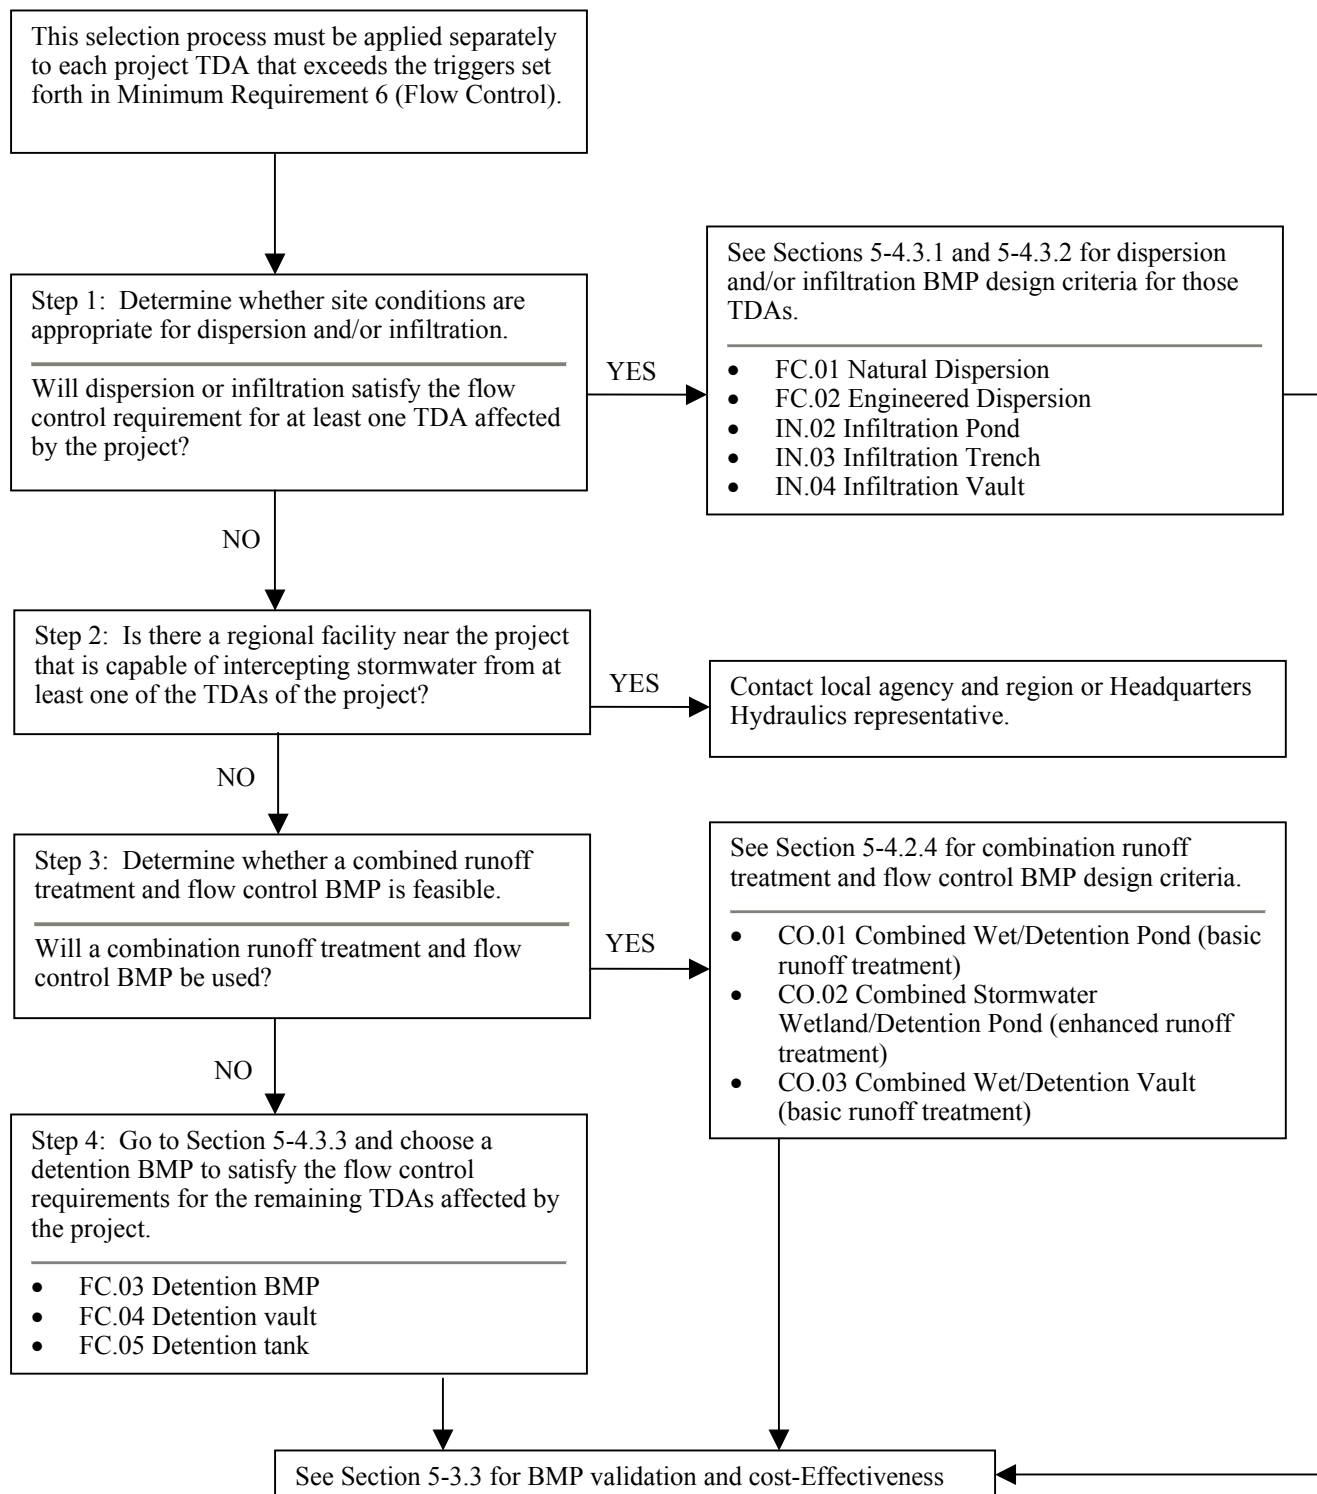 This selection process must be applied separately
to each project TDA that exceeds the triggers set
forth in Minimum Requirement 6 (Flow Control).
Step 1: Determine whether site conditions are
appropriate for dispersion and/or infiltration.
Will dispersion or infiltration satisfy the flow
control requirement for at least one TDA affected
by the project?
YES
See Sections 5-4.3.1 and 5-4.3.2 for dispersion
and/or infiltration BMP design criteria for those
TDAs.
• FC.01 Natural Dispersion
• FC.02 Engineered Dispersion
• IN.02 Infiltration Pond
• IN.03 Infiltration Trench
• IN.04 Infiltration Vault
NO
Step 2: Is there a regional facility near the project
that is capable of intercepting stormwater from at
least one of the TDAs of the project?
YES
Contact local agency and region or Headquarters
Hydraulics representative.
NO
Step 3: Determine whether a combined runoff
treatment and flow control BMP is feasible.
Will a combination runoff treatment and flow
control BMP be used?
YES
See Section 5-4.2.4 for combination runoff
treatment and flow control BMP design criteria.
• CO.01 Combined Wet/Detention Pond (basic
runoff treatment)
• CO.02 Combined Stormwater
Wetland/Detention Pond (enhanced runoff
treatment)
• CO.03 Combined Wet/Detention Vault
(basic runoff treatment)
NO
Step 4: Go to Section 5-4.3.3 and choose a
detention BMP to satisfy the flow control
requirements for the remaining TDAs affected by
the project.
• FC.03 Detention BMP
• FC.04 Detention vault
• FC.05 Detention tank
See Section 5-3.3 for BMP validation and cost-Effectiveness